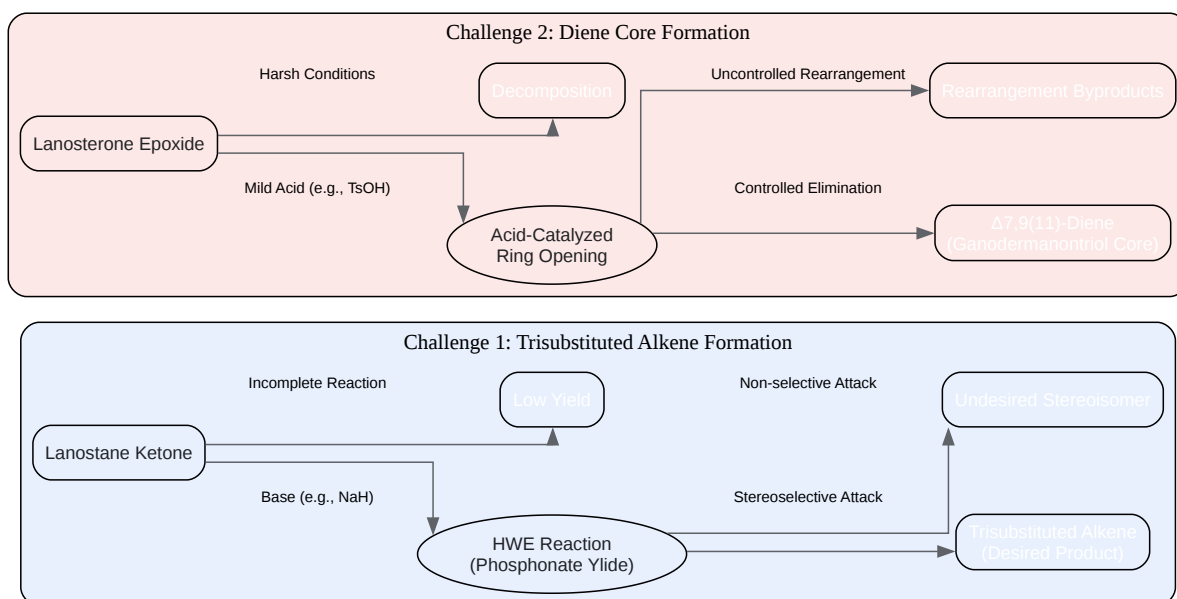 Challenge 2: Diene Core Formation
Harsh Conditions
Decomposition
Uncontrolled Rearrangement
Rearrangement Byproducts
Lanosterone Epoxide
Mild Acid (e.g., TsOH)
Controlled Elimination
Acid-Catalyzed
Ring Opening
Δ7,9(11)-Diene
(Ganodermanontriol Core)
Challenge 1: Trisubstituted Alkene Formation
Incomplete Reaction
Low Yield
Non-selective Attack
Undesired Stereoisomer
Lanostane Ketone
Base (e.g., NaH)
Stereoselective Attack
HWE Reaction
(Phosphonate Ylide)
Trisubstituted Alkene
(Desired Product)